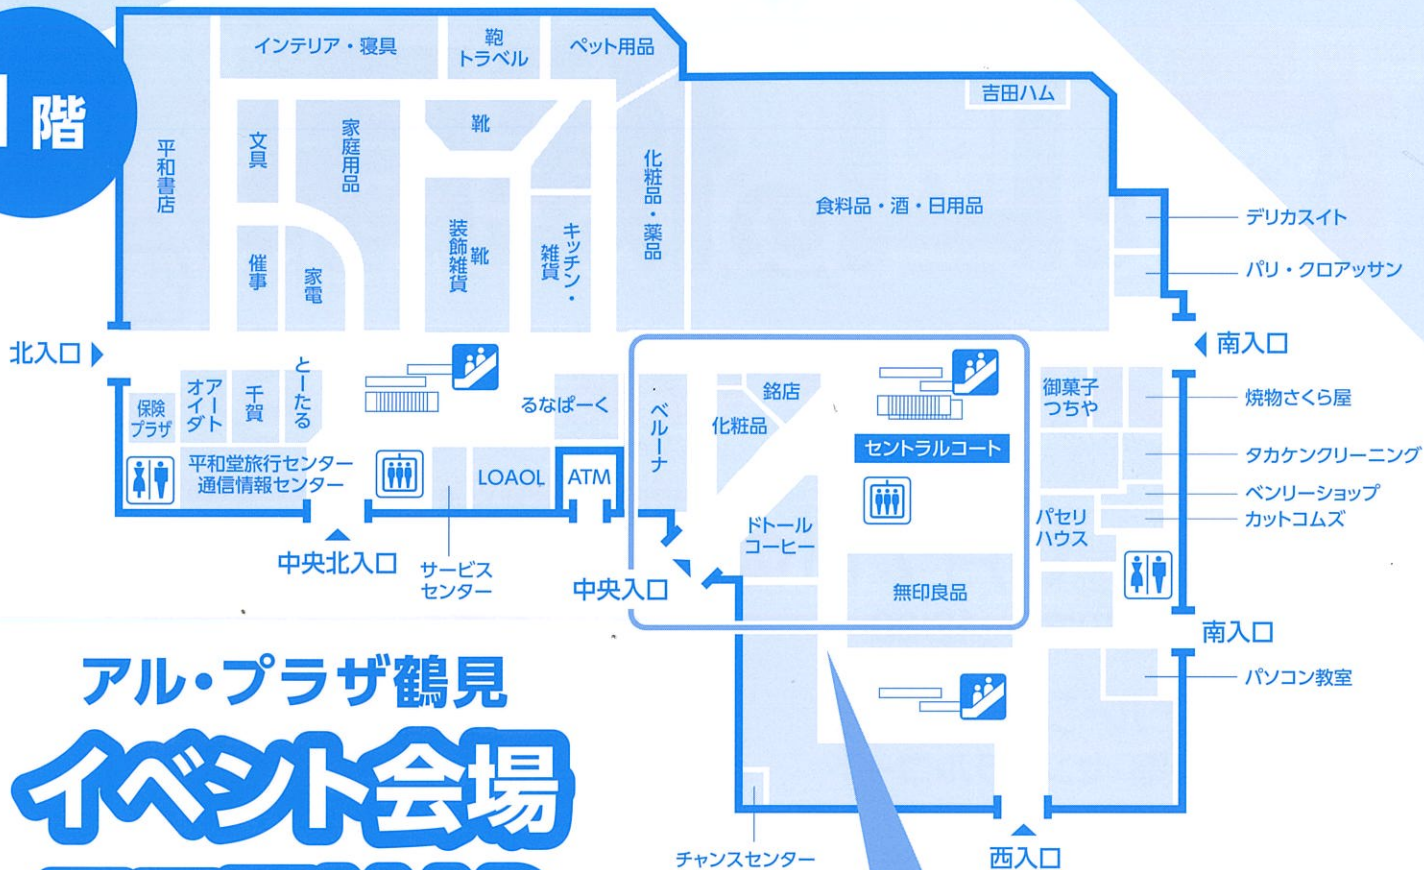 1階
インテリア・寝具
鞄
トラベル
ペット用品
吉田ハム
平和書店
文具
家庭用品
靴
化粧品・薬品
食料品・酒・日用品
デリカスイト
パリ・クロアッサン
催事
家電
靴
装飾雑貨
キッチン・
雑貨
北入口
南入口
保険
プラザ
アート
オイダ
千賀
とーたる
るなぱーく
ベルーナ
化粧品
銘店
御菓子
つちや
焼物さくら屋
平和堂旅行センター
通信情報センター
LOAOL
ATM
セントラルコート
タカケンクリーニング
ベンリーショップ
カットコムズ
中央北入口
サービス
センター
中央入口
ドトール
コーヒー
無印良品
パセリ
ハウス
南入口
パソコン教室
アル・プラザ鶴見
イベント会場
チャンスセンター
西入口